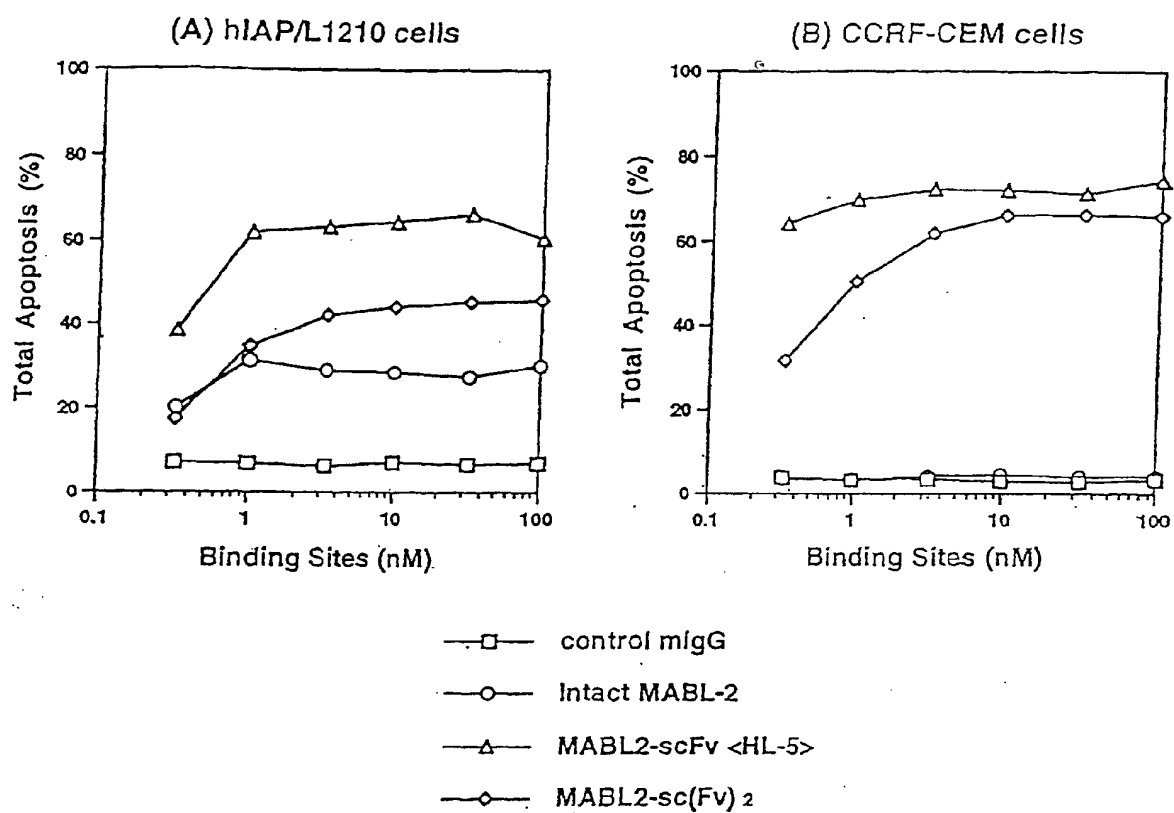 (A) hIAP/L1210 cells
Total Apoptosis (%)
100
80
60
40
20
0
0.1
1
10
100
Binding Sites (nM)
(B) CCRF-CEM cells
Total Apoptosis (%)
100
80
60
40
20
0
0.1
1
10
100
Binding Sites (nM)
control mIgG
Intact MABL-2
MABL2-scFv <HL-5>
MABL2-sc(Fv) 2